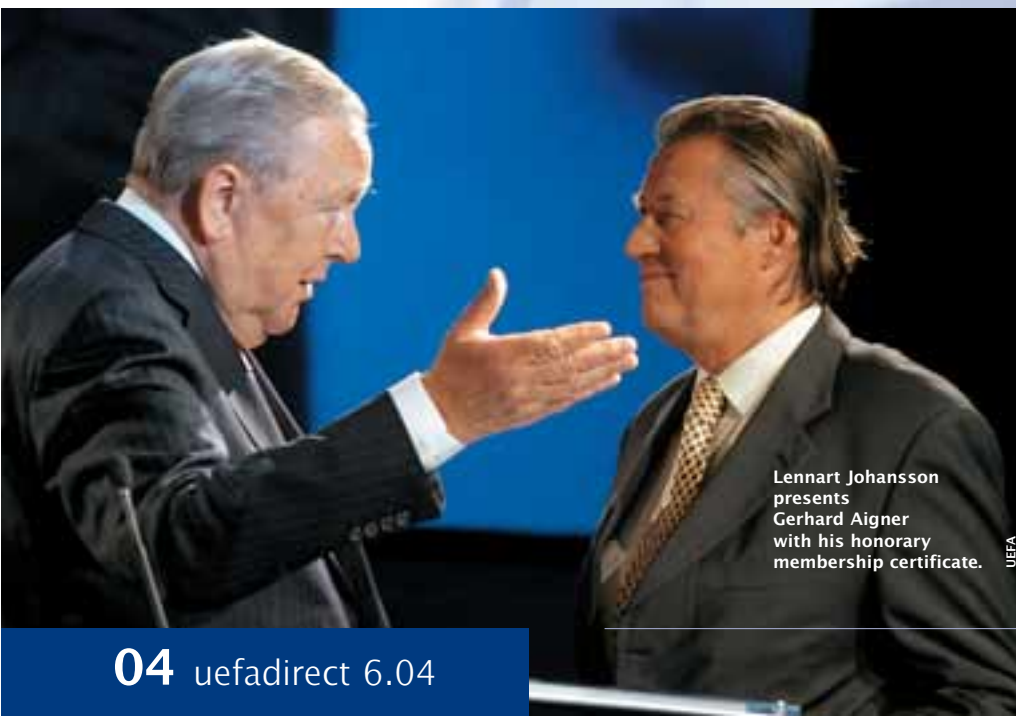 Lennart Johansson
presents
Gerhard Aigner
with his honorary
membership certificate.
UEFA
04 uefadirect 6.04